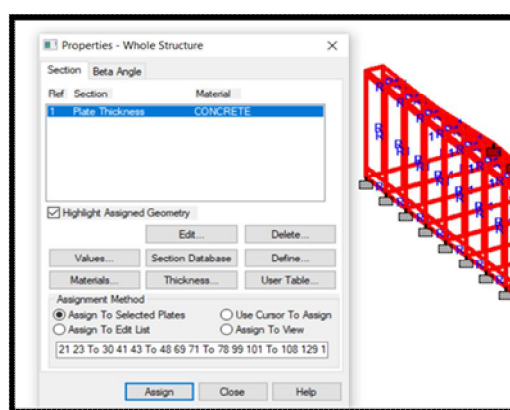 Properties - Whole Structure
Section Beta Angle
Ref Section Material
1 Plate Thickness CONCRETE
Highlight Assigned Geometry
Edit... Delete...
Values... Section Database Define...
Materials... Thickness... User Table...
Assignment Method
Assign To Selected Plates Use Cursor To Assign
Assign To Edit List Assign To View
21 23 To 30 41 43 To 48 69 71 To 78 99 101 To 108 129 1
Assign Close Help